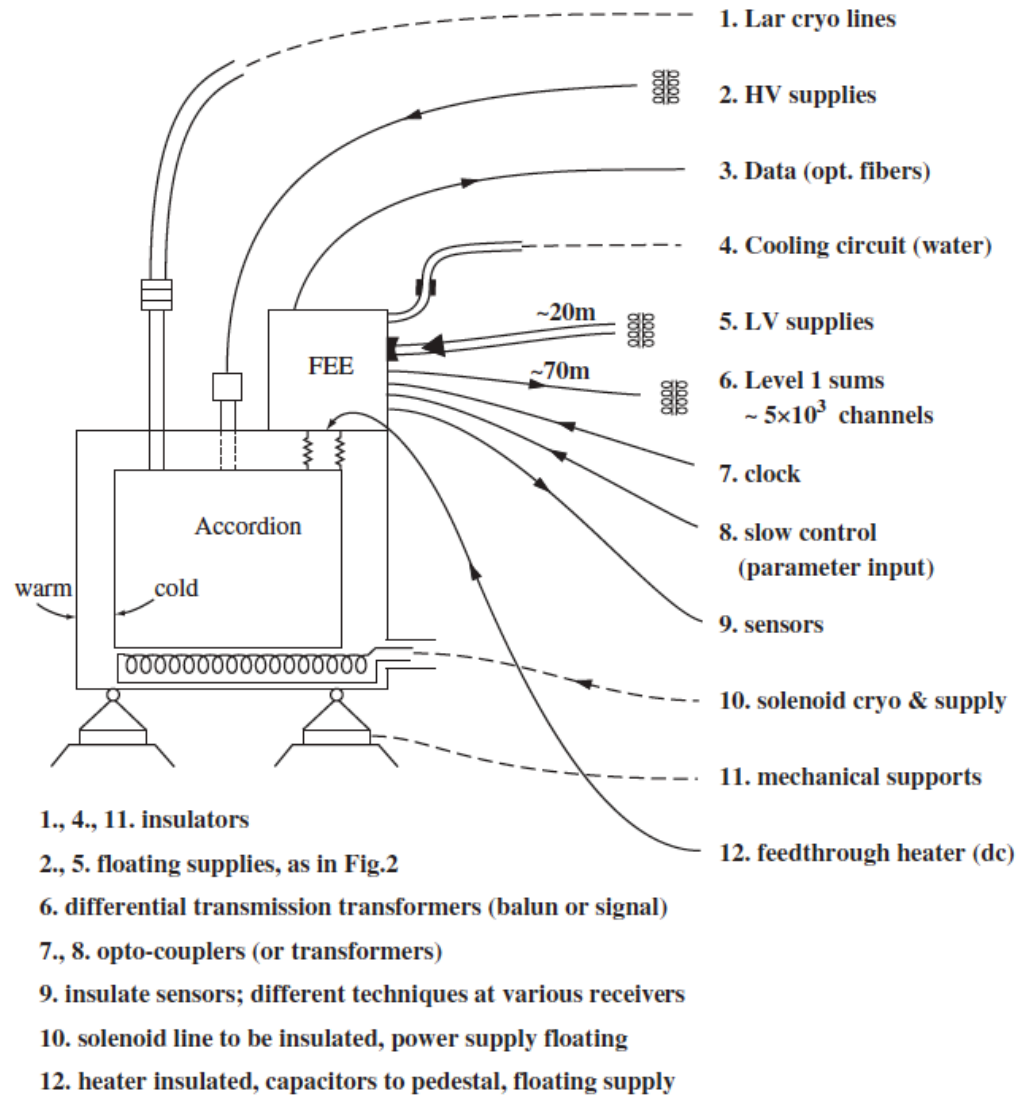 1. Lar cryo lines
2. HV supplies
3. Data (opt. fibers)
4. Cooling circuit (water)
~20m
5. LV supplies
FEE
~70m
6. Level 1 sums
~ 5×10³ channels
7. clock
8. slow control
(parameter input)
Accordion
warm
cold
9. sensors
10. solenoid cryo & supply
11. mechanical supports
12. feedthrough heater (dc)
1., 4., 11. insulators
2., 5. floating supplies, as in Fig.2
6. differential transmission transformers (balun or signal)
7., 8. opto-couplers (or transformers)
9. insulate sensors; different techniques at various receivers
10. solenoid line to be insulated, power supply floating
12. heater insulated, capacitors to pedestal, floating supply